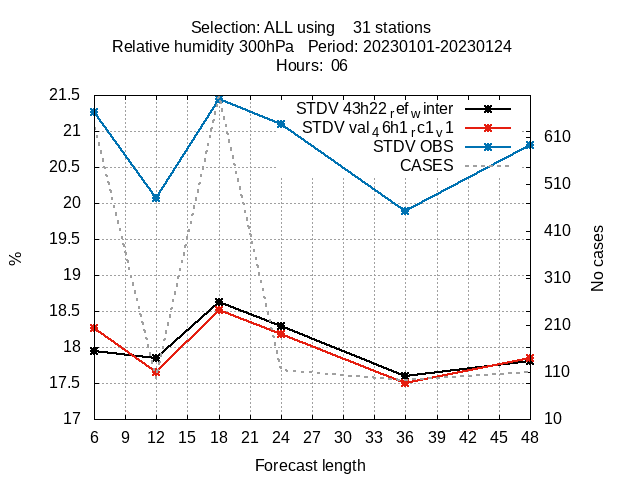 Selection: ALL using    31 stations
Relative humidity 300hPa   Period: 20230101-20230124
Hours:  06
STDV 43h22 refwinter
STDV val46h1rc1v1
STDV OBS
CASES
21.5
21
20.5
20
19.5
19
18.5
18
17.5
17
%
610
510
410
310
210
110
10
No cases
6 9 12 15 18 21 24 27 30 33 36 39 42 45 48
Forecast length